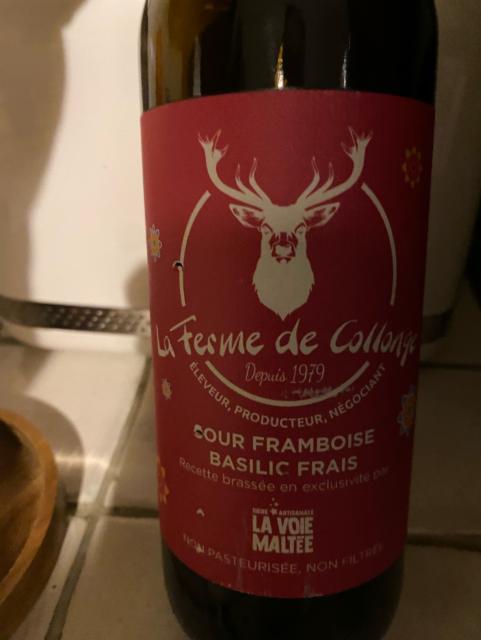 La Ferme de Collonge
Depuis 1979
ÉLEVEUR, PRODUCTEUR, NÉGOCIANT
SOUR FRAMBOISE
BASILIC FRAIS
Recette brassée en exclusivité par
BIÈRE ARTISANALE
LA VOIE
MALTÉE
NON PASTEURISÉE, NON FILTRÉE